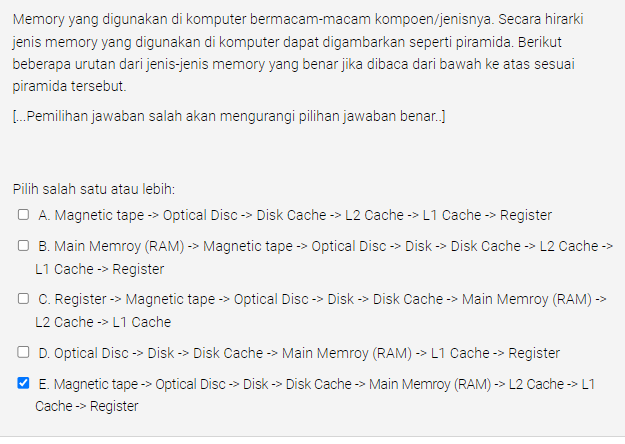 Memory yang digunakan di komputer bermacam-macam kompoen/jenisnya. Secara hirarki
jenis memory yang digunakan di komputer dapat digambarkan seperti piramida. Berikut
beberapa urutan dari jenis-jenis memory yang benar jika dibaca dari bawah ke atas sesuai
piramida tersebut.
[...Pemilihan jawaban salah akan mengurangi pilihan jawaban benar..]
Pilih salah satu atau lebih:
A. Magnetic tape -> Optical Disc -> Disk Cache -> L2 Cache -> L1 Cache -> Register
B. Main Memroy (RAM) -> Magnetic tape -> Optical Disc -> Disk -> Disk Cache -> L2 Cache ->
L1 Cache -> Register
C. Register -> Magnetic tape -> Optical Disc -> Disk -> Disk Cache -> Main Memroy (RAM) ->
L2 Cache -> L1 Cache
D. Optical Disc -> Disk -> Disk Cache -> Main Memroy (RAM) -> L1 Cache -> Register
E. Magnetic tape -> Optical Disc -> Disk -> Disk Cache -> Main Memroy (RAM) -> L2 Cache -> L1
Cache -> Register